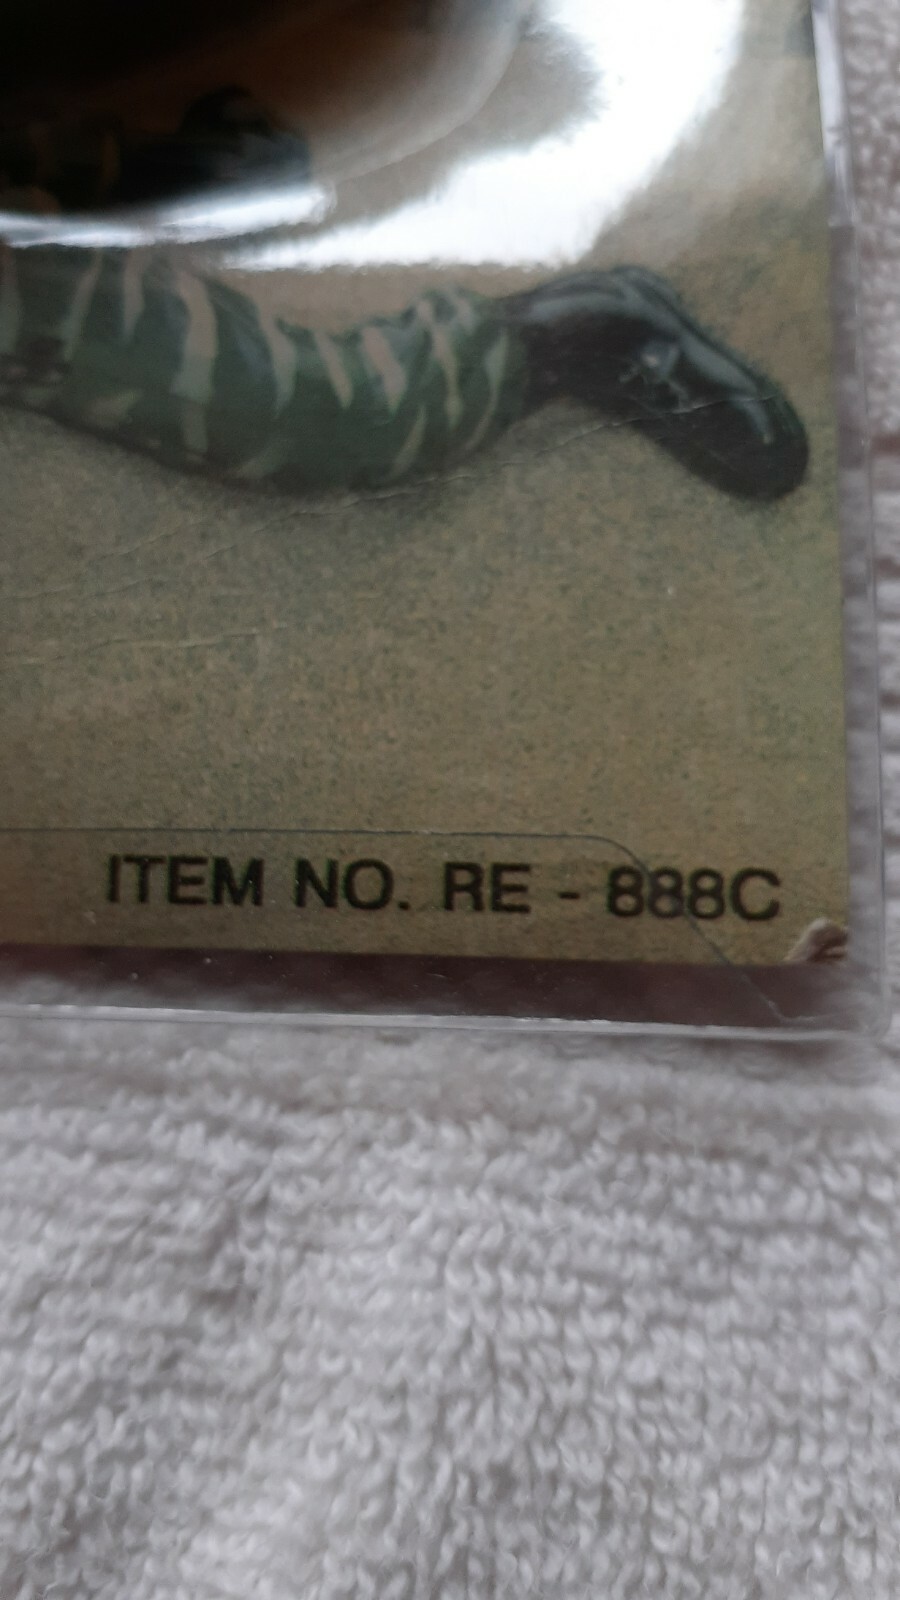 ITEM NO. RE - 888C